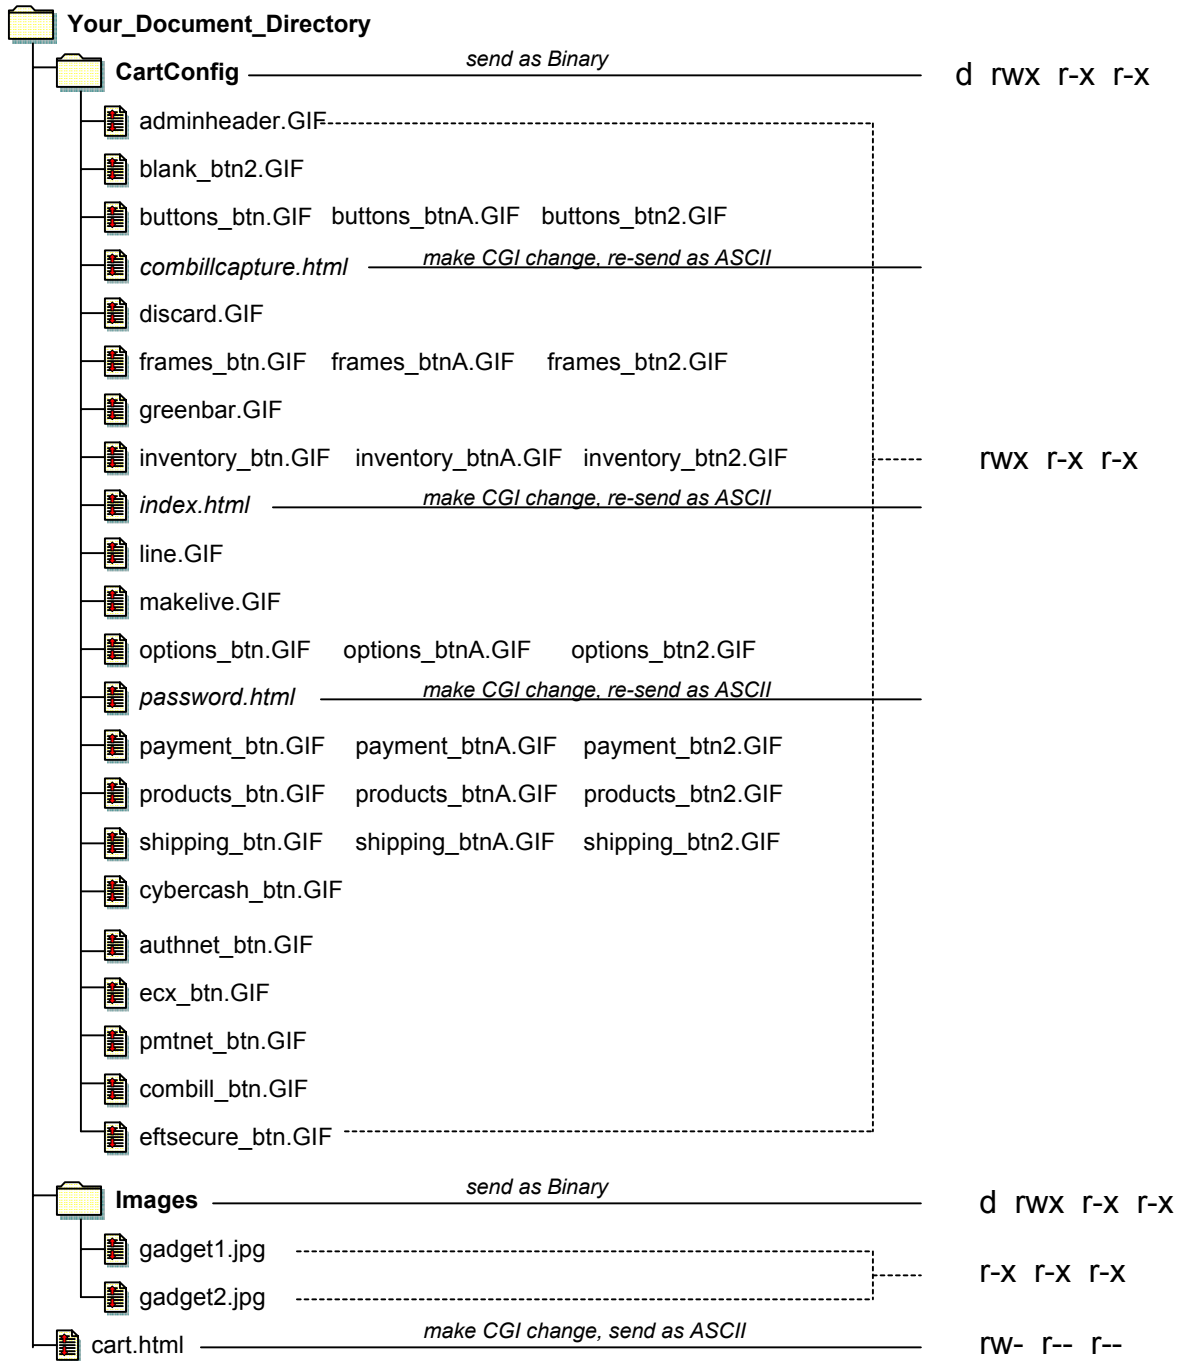 Your_Document_Directory
CartConfig send as Binary d rwx r-x r-x
adminheader.GIF
blank_btn2.GIF
buttons_btn.GIF buttons_btnA.GIF buttons_btn2.GIF
combillcapture.html make CGI change, re-send as ASCII
discard.GIF
frames_btn.GIF frames_btnA.GIF frames_btn2.GIF
greenbar.GIF
inventory_btn.GIF inventory_btnA.GIF inventory_btn2.GIF rwx r-x r-x
index.html make CGI change, re-send as ASCII
line.GIF
makelive.GIF
options_btn.GIF options_btnA.GIF options_btn2.GIF
password.html make CGI change, re-send as ASCII
payment_btn.GIF payment_btnA.GIF payment_btn2.GIF
products_btn.GIF products_btnA.GIF products_btn2.GIF
shipping_btn.GIF shipping_btnA.GIF shipping_btn2.GIF
cybercash_btn.GIF
authnet_btn.GIF
ecx_btn.GIF
pmtnet_btn.GIF
combill_btn.GIF
eftsecure_btn.GIF
Images send as Binary d rwx r-x r-x
gadget1.jpg
r-x r-x r-x
gadget2.jpg
cart.html make CGI change, send as ASCII rw- r-- r--